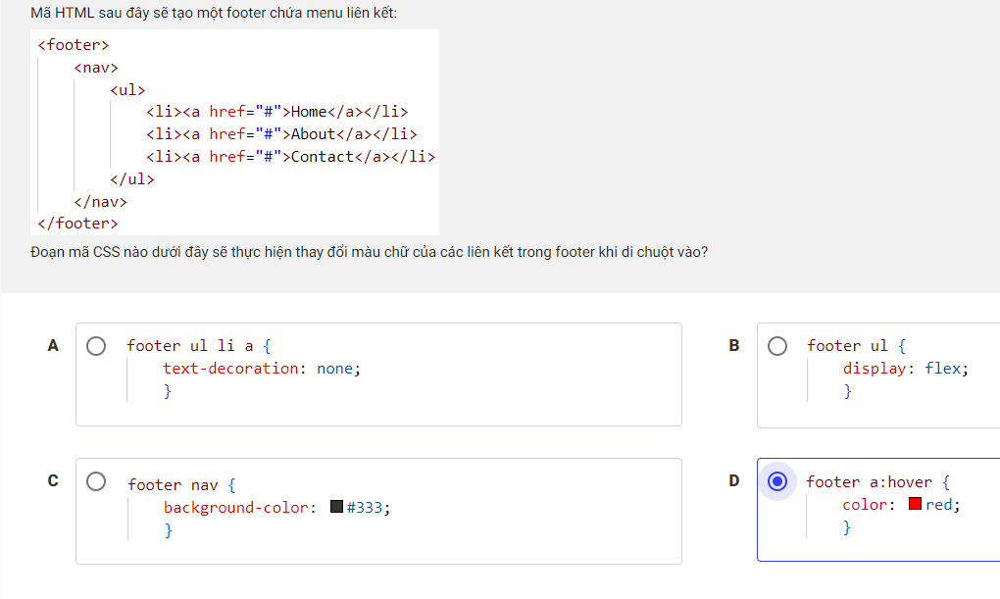 Mã HTML sau đây sẽ tạo một footer chứa menu liên kết:
<footer>
<nav>
<ul>
<li><a href="#">Home</a></li>
<li><a href="#">About</a></li>
<li><a href="#">Contact</a></li>
</ul>
</nav>
</footer>
Đoạn mã CSS nào dưới đây sẽ thực hiện thay đổi màu chữ của các liên kết trong footer khi di chuột vào?
A
footer ul li a {
text-decoration: none;
}
B
footer ul {
display: flex;
}
C
footer nav {
background-color: #333;
}
D
footer a:hover {
color: red;
}